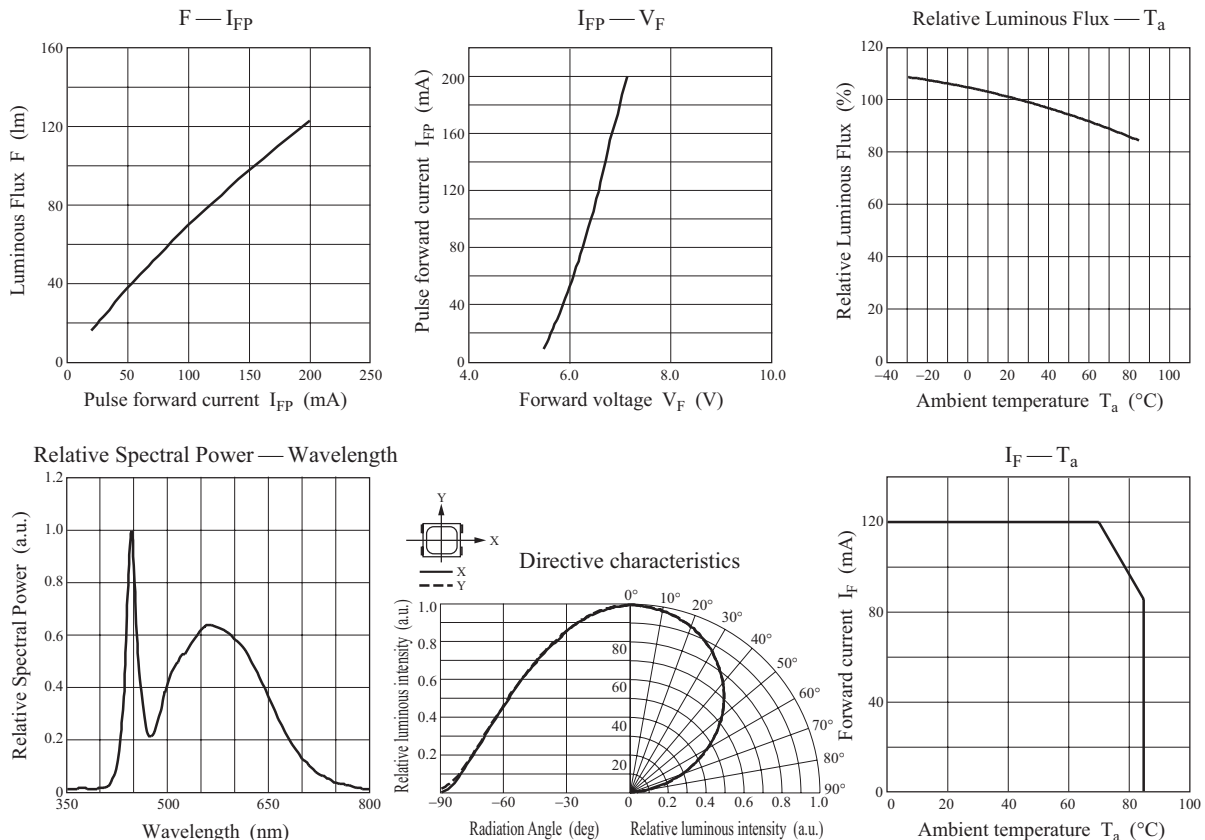 F — I_FP
160
120
80
40
0
0 50 100 150 200 250
Luminous Flux F (lm)
Pulse forward current I_FP (mA)
I_FP — V_F
200
160
120
80
40
0
4.0 6.0 8.0 10.0
Pulse forward current I_FP (mA)
Forward voltage V_F (V)
Relative Luminous Flux — T_a
120
100
80
60
40
20
0
–40 –20 0 20 40 60 80 100
Relative Luminous Flux (%)
Ambient temperature T_a (°C)
Relative Spectral Power — Wavelength
1.2
1.0
0.8
0.6
0.4
0.2
0
350 500 650 800
Relative Spectral Power (a.u.)
Wavelength (nm)
Y
X
X
Y
Directive characteristics
1.0
0.8
0.6
0.4
0.2
–90 –60 –30 0 0.2 0.4 0.6 0.8 1.0
80
60
40
20
0° 10° 20° 30° 40° 50° 60° 70° 80° 90°
Relative luminous intensity (a.u.)
Radiation Angle (deg)
Relative luminous intensity (a.u.)
I_F — T_a
120
80
40
0 20 40 60 80 100
Forward current I_F (mA)
Ambient temperature T_a (°C)